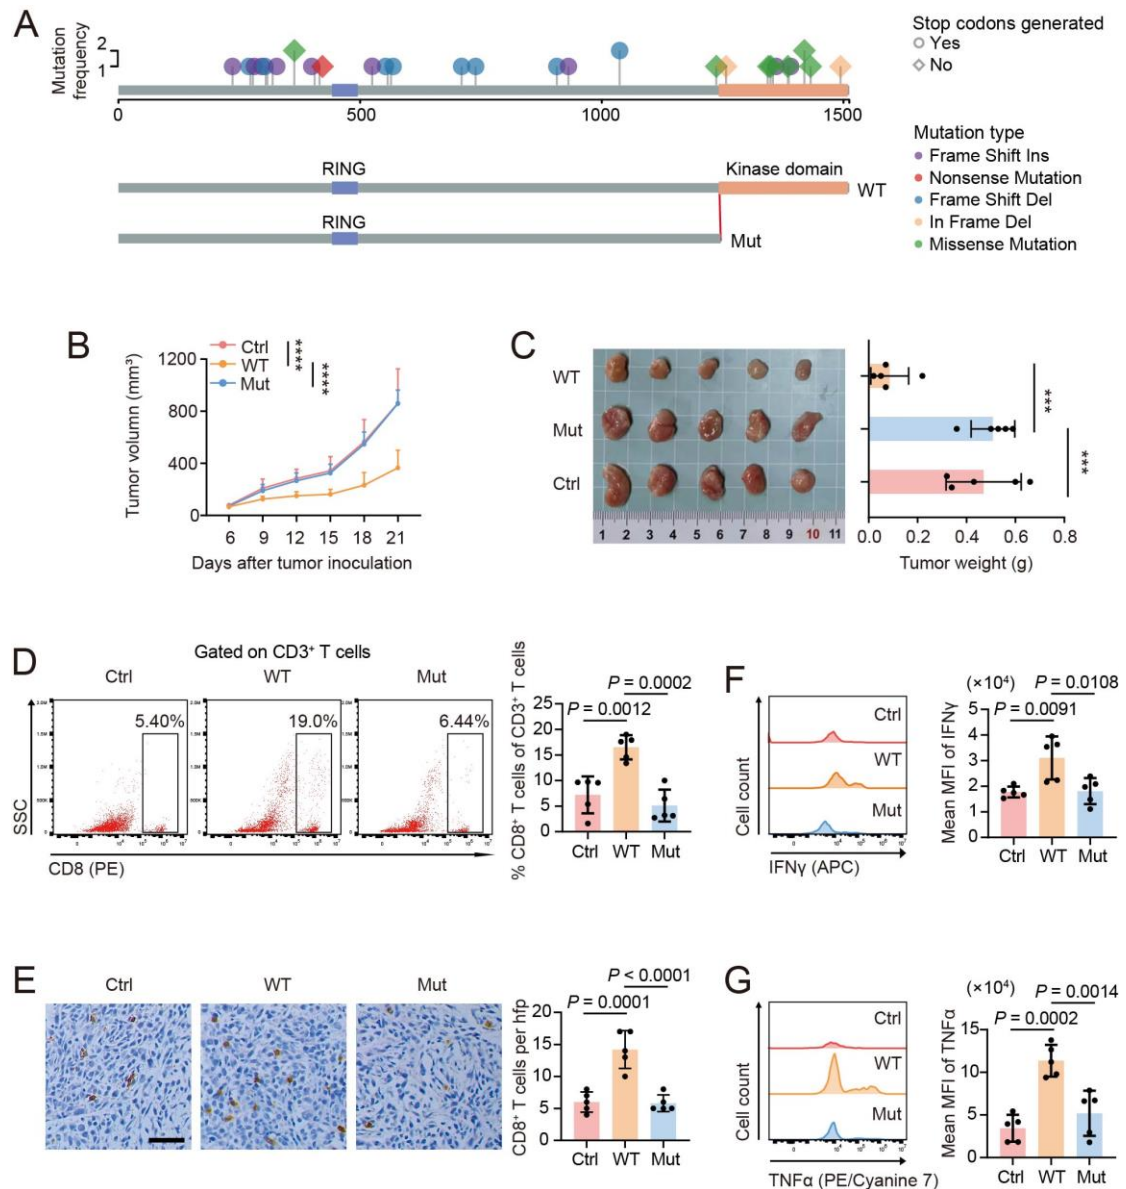 A
Mutation
frequency
2
1
0
500
1000
1500
Stop codons generated
Yes
No
Mutation type
Frame Shift Ins
Nonsense Mutation
Frame Shift Del
In Frame Del
Missense Mutation
RING
Kinase domain
WT
RING
Mut
B
Ctrl
WT
Mut
****
****
Tumor volumn (mm³)
1200
800
400
0
6 9 12 15 18 21
Days after tumor inoculation
C
WT
Mut
Ctrl
1 2 3 4 5 6 7 8 9 10 11
***
***
0.0 0.2 0.4 0.6 0.8
Tumor weight (g)
D
Gated on CD3⁺ T cells
Ctrl WT Mut
5.40% 19.0% 6.44%
SSC
CD8 (PE)
% CD8⁺ T cells of CD3⁺ T cells
P = 0.0002
P = 0.0012
25
20
15
10
5
0
Ctrl WT Mut
F
Ctrl
WT
Mut
Cell count
IFNγ (APC)
(×10⁴)
P = 0.0108
P = 0.0091
Mean MFI of IFNγ
5
4
3
2
1
0
Ctrl WT Mut
E
Ctrl WT Mut
CD8⁺ T cells per hfp
P < 0.0001
P = 0.0001
20
15
10
5
0
Ctrl WT Mut
G
Ctrl
WT
Mut
Cell count
TNFα (PE/Cyanine 7)
(×10⁴)
P = 0.0014
P = 0.0002
Mean MFI of TNFα
15
10
5
0
Ctrl WT Mut